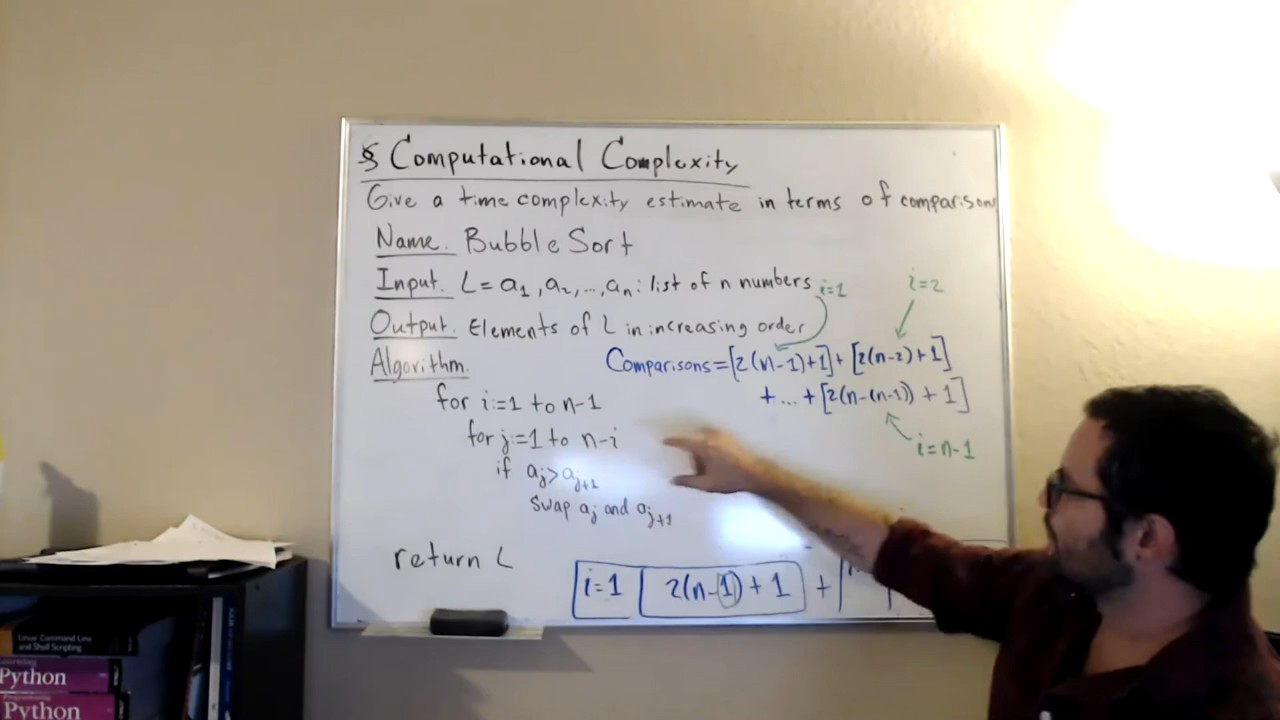 § Computational Complexity
Give a time complexity estimate in terms of comparisons
Name. Bubble Sort
Input. L = a₁, a₂, ..., aₙ : list of n numbers
i=1
i=2
Output. Elements of L in increasing order
Algorithm.
Comparisons = [2(n-1)+1] + [2(n-2)+1]
+ ... + [2(n-(n-1)) + 1]
i=n-1
for i:=1 to n-1
for j:=1 to n-i
if aⱼ > aⱼ₊₁
swap aⱼ and aⱼ₊₁
return L
i=1 2(n-1)+1 +
Linux Command Line
and Shell Scripting
Learning
Python
Programming
Python